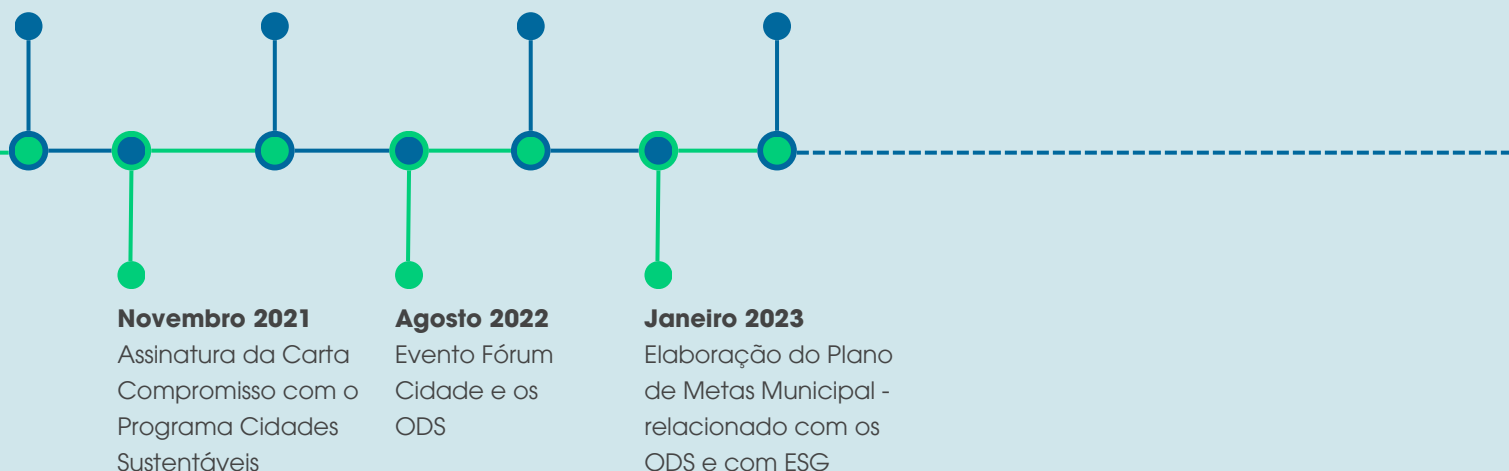 Novembro 2021
Assinatura da Carta
Compromisso com o
Programa Cidades
Sustentáveis
Agosto 2022
Evento Fórum
Cidade e os
ODS
Janeiro 2023
Elaboração do Plano
de Metas Municipal -
relacionado com os
ODS e com ESG